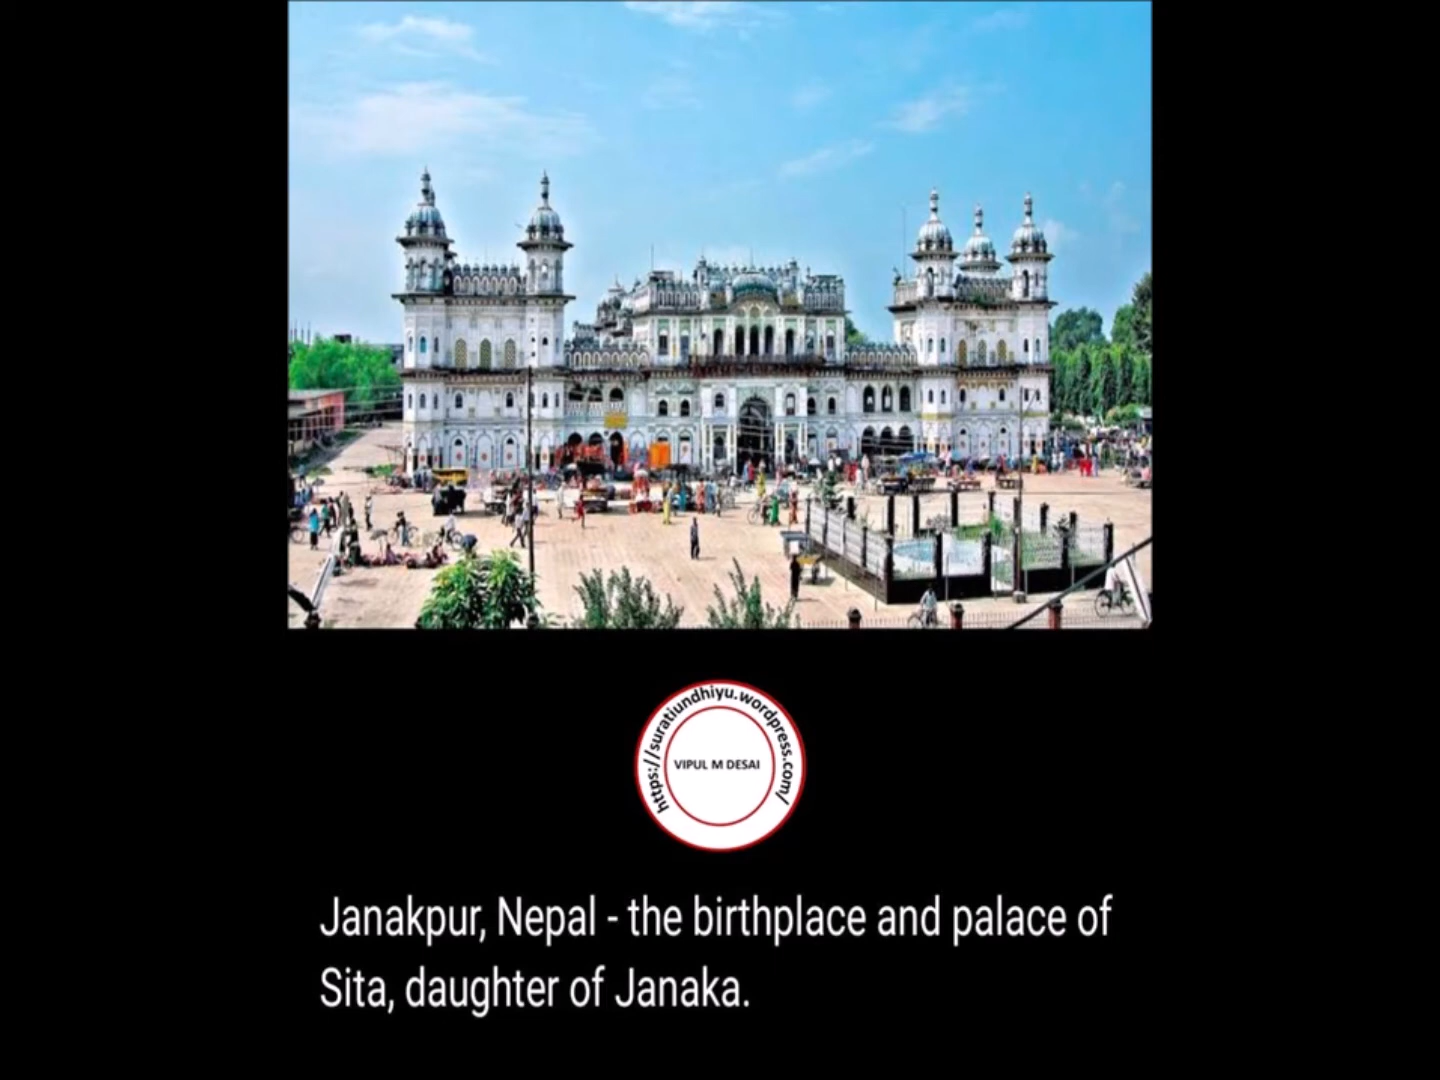 https://suratiundhiyu.wordpress.com/
VIPUL M DESAI
Janakpur, Nepal - the birthplace and palace of
Sita, daughter of Janaka.